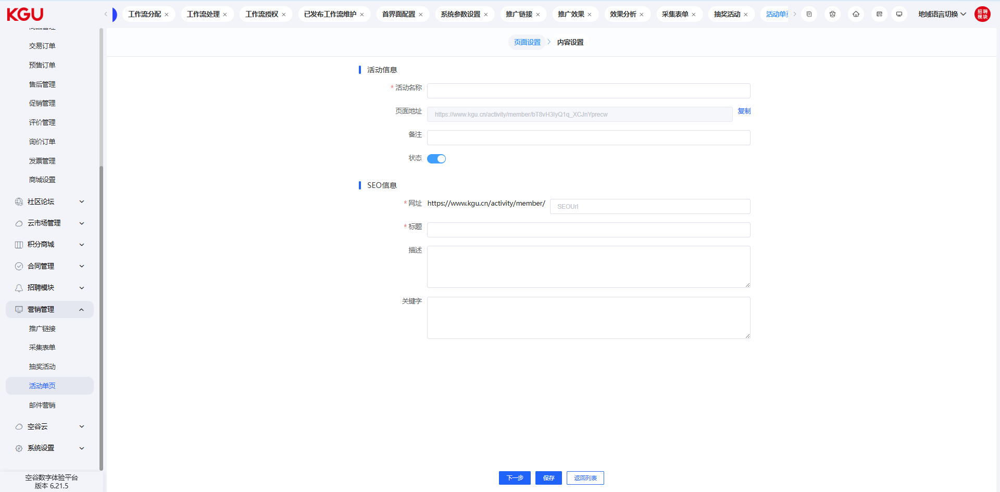 KGU
工作流分配
工作流处理
工作流授权
已发布工作流维护
首界面配置
系统参数设置
推广链接
推广效果
效果分析
采集表单
抽奖活动
活动单页
地域语言切换
招聘
模块
商品管理
交易订单
预售订单
售后管理
促销管理
评价管理
询价订单
发票管理
商城设置
社区论坛
云市场管理
积分商城
合同管理
招聘模块
营销管理
推广链接
采集表单
抽奖活动
活动单页
邮件营销
空谷云
系统设置
空谷数字体验平台
版本 6.21.5
页面设置
内容设置
活动信息
* 活动名称
页面地址 https://www.kgu.cn/activity/member/bT8vH3IyQ1q_XCJnYprecw 复制
备注
状态
SEO信息
* 网址 https://www.kgu.cn/activity/member/ SEOUrl
* 标题
描述
关键字
下一步 保存 返回列表